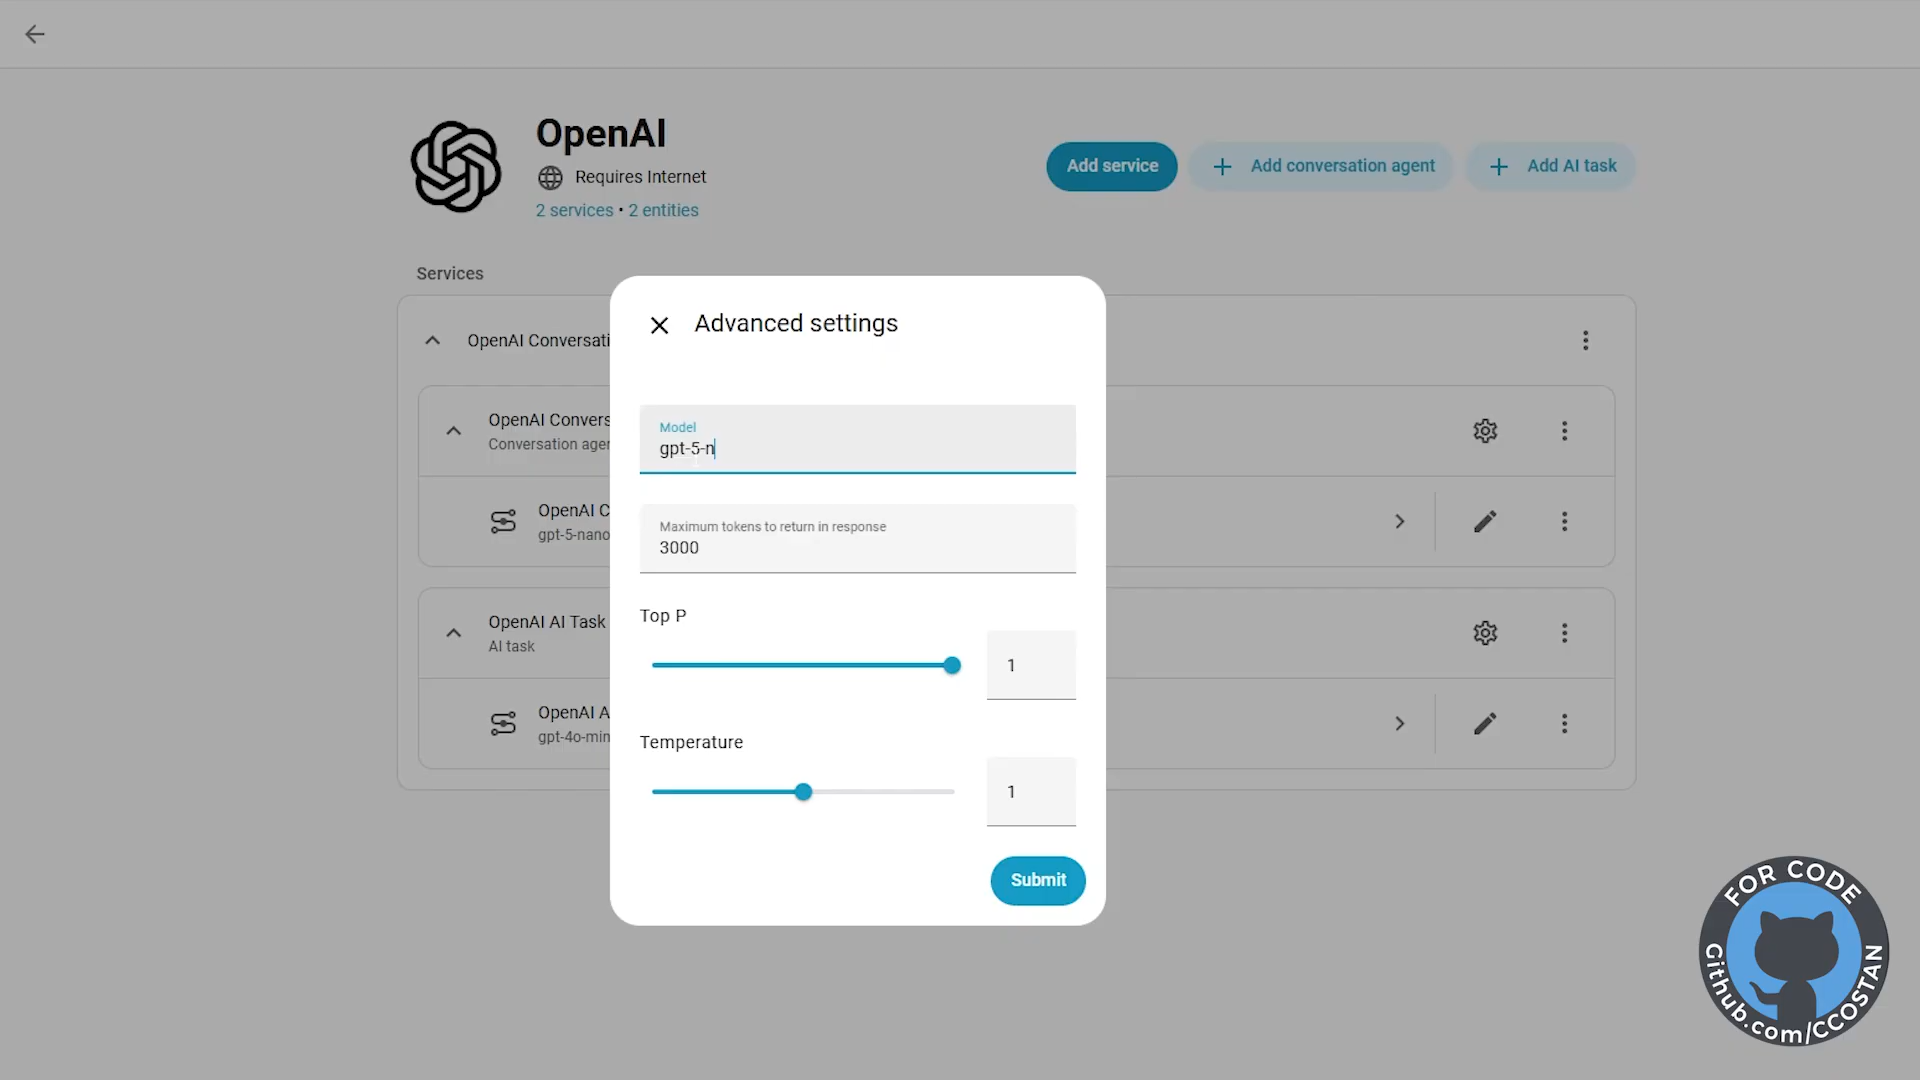 OpenAI
Requires Internet
2 services • 2 entities
Add service
Add conversation agent
Add AI task
Services
OpenAI Conversati
OpenAI Convers
Conversation agen
OpenAI C
gpt-5-nano
OpenAI AI Task
AI task
OpenAI A
gpt-4o-min
Advanced settings
Model
gpt-5-n
Maximum tokens to return in response
3000
Top P
1
Temperature
1
Submit
FOR CODE
Github.com/CCOSTAN